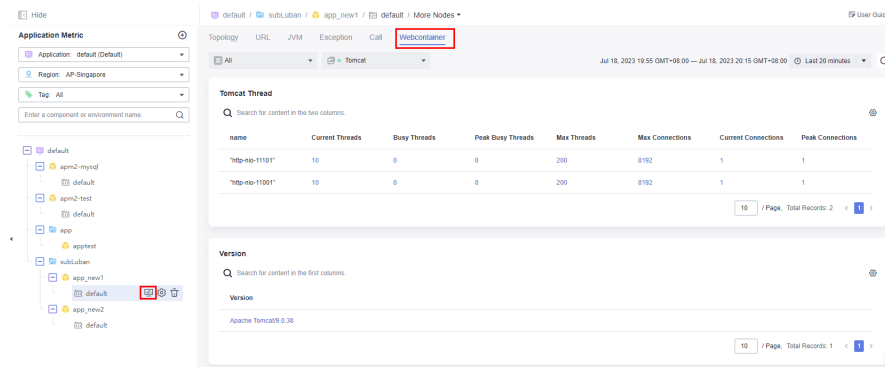 Hide
default / subLuban / app_new1 / default / More Nodes
User Guid
Application Metric
Application: default (Default)
Region: AP-Singapore
Tag: All
Enter a component or environment name.
default
apm2-mysql
default
apm2-test
default
app
apptest
subLuban
app_new1
default
app_new2
default
Topology URL JVM Exception Call Webcontainer
All Tomcat Jul 18, 2023 19:55 GMT+08:00 — Jul 18, 2023 20:15 GMT+08:00 Last 20 minutes
Tomcat Thread
Search for content in the two columns.
name Current Threads Busy Threads Peak Busy Threads Max Threads Max Connections Current Connections Peak Connections
"http-nio-11101" 10 0 0 200 8192 1 1
"http-nio-11001" 10 0 0 200 8192 1 1
10 / Page, Total Records: 2 < 1 >
Version
Search for content in the first columns.
Version
Apache Tomcat/9.0.38
10 / Page, Total Records: 1 < 1 >